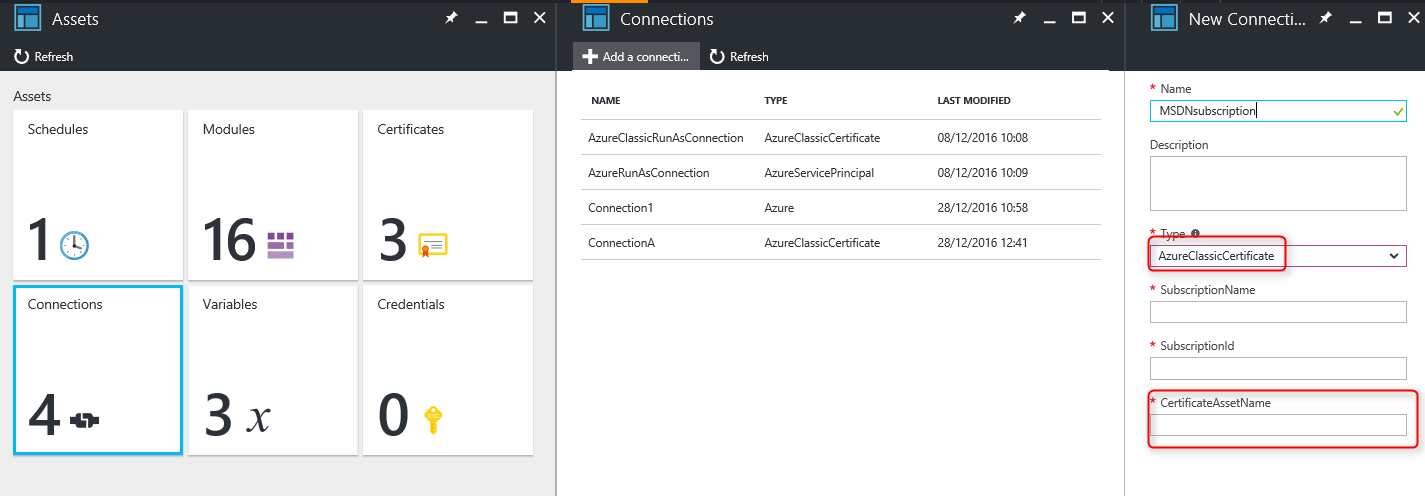 Assets
Refresh
Assets
Schedules
1
Modules
16
Certificates
3
Connections
4
Variables
3 x
Credentials
0
Connections
Add a connecti... Refresh
NAME TYPE LAST MODIFIED
AzureClassicRunAsConnection AzureClassicCertificate 08/12/2016 10:08
AzureRunAsConnection AzureServicePrincipal 08/12/2016 10:09
Connection1 Azure 28/12/2016 10:58
ConnectionA AzureClassicCertificate 28/12/2016 12:41
New Connecti...
* Name
MSDNsubscription
Description
* Type
AzureClassicCertificate
* SubscriptionName
* SubscriptionId
* CertificateAssetName